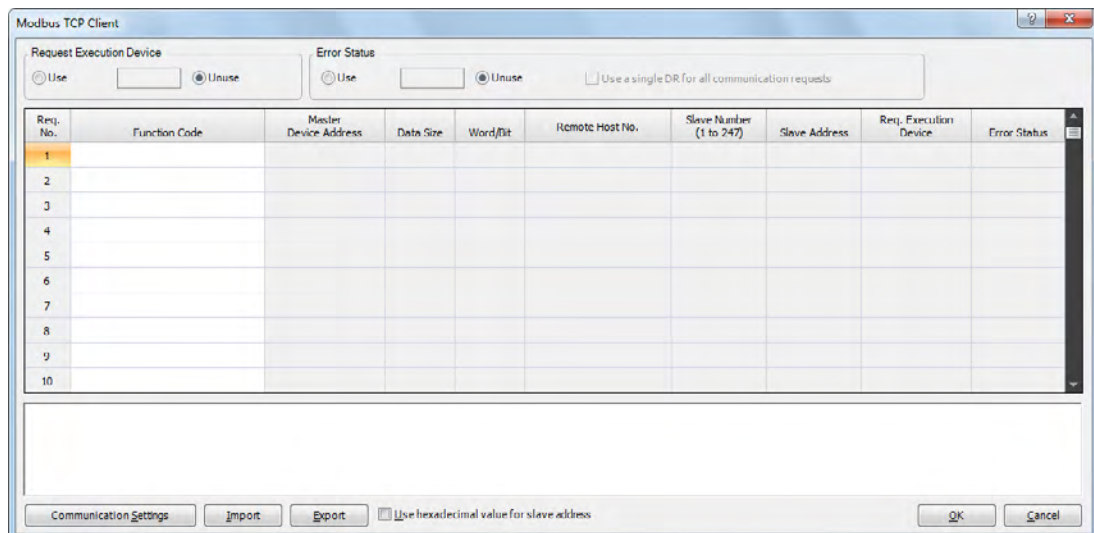 Modbus TCP Client
Request Execution Device
Error Status
Use Unuse Use Unuse Use a single DR for all communication requests
Req. No. Function Code Master Device Address Data Size Word/Bit Remote Host No. Slave Number (1 to 247) Slave Address Req. Execution Device Error Status
1
2
3
4
5
6
7
8
9
10
Communication Settings Import Export Use hexadecimal value for slave address OK Cancel